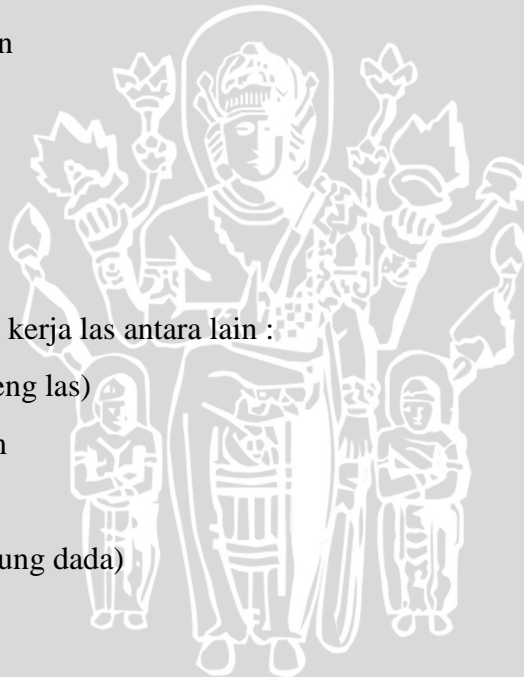 n
kerja las antara lain :
eng las)
n
ung dada)